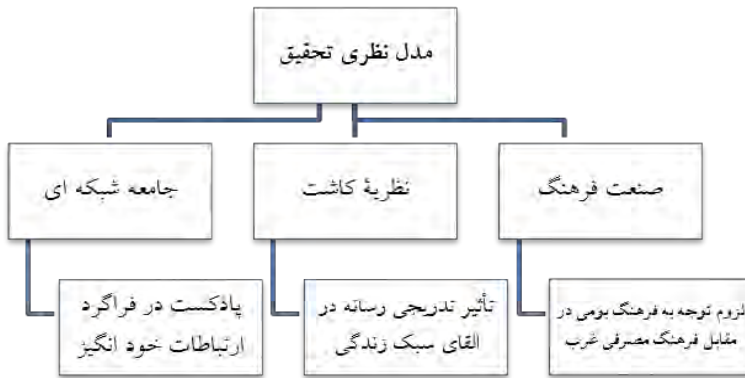 مدل نظری تحقیق
صنعت فرهنگ
نظریهٔ کاشت
جامعه شبکه ای
لزوم توجه به فرهنگ بومی در
مقابل فرهنگ مصرفی غرب
تأثیر تدریجی رسانه در
القای سبک زندگی
پادکست در فراگرد
ارتباطات خود انگیز